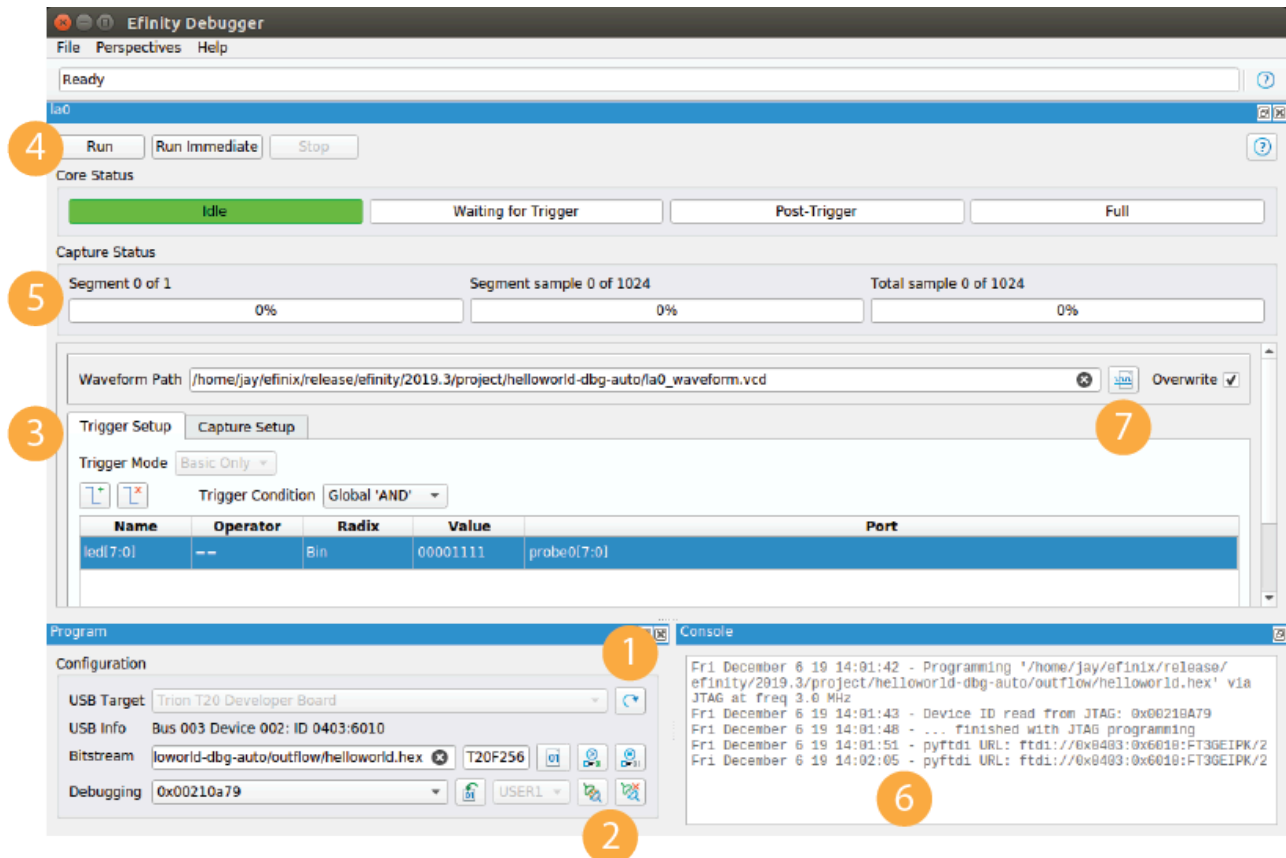 Efinity Debugger
File Perspectives Help
Ready
la0
4
Run Run Immediate Stop
Core Status
Idle Waiting for Trigger Post-Trigger Full
Capture Status
5
Segment 0 of 1 Segment sample 0 of 1024 Total sample 0 of 1024
0% 0% 0%
Waveform Path /home/jay/efinix/release/efinity/2019.3/project/helloworld-dbg-auto/la0_waveform.vcd Overwrite
7
3
Trigger Setup Capture Setup
Trigger Mode Basic Only
Trigger Condition Global 'AND'
Name Operator Radix Value Port
led[7:0] == Bin 00001111 probe0[7:0]
Program
1
Configuration
USB Target Trion T20 Developer Board
USB Info Bus 003 Device 002: ID 0403:6010
Bitstream loworld-dbg-auto/outflow/helloworld.hex T20F256
Debugging 0x00210a79 USER1
2
Console
Fri December 6 19 14:01:42 - Programming '/home/jay/efinix/release/
efinity/2019.3/project/helloworld-dbg-auto/outflow/helloworld.hex' via
JTAG at freq 3.0 MHz
Fri December 6 19 14:01:43 - Device ID read from JTAG: 0x00210A79
Fri December 6 19 14:01:48 - ... finished with JTAG programming
Fri December 6 19 14:01:51 - pyftdi URL: ftdi://0x0403:0x6010:FT3GEIPK/2
Fri December 6 19 14:02:05 - pyftdi URL: ftdi://0x0403:0x6010:FT3GEIPK/2
6